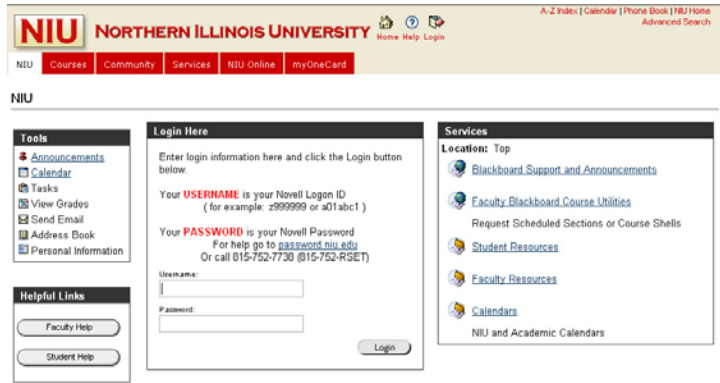 A-Z Index | Calendar | Phone Book | NIU Home
Advanced Search
NIU NORTHERN ILLINOIS UNIVERSITY
Home Help Login
NIU Courses Community Services NIU Online myOneCard
NIU
Tools
Announcements
Calendar
Tasks
View Grades
Send Email
Address Book
Personal Information
Helpful Links
Faculty Help
Student Help
Login Here
Enter login information here and click the Login button
below.
Your USERNAME is your Novell Logon ID
( for example: z999999 or a01abc1 )
Your PASSWORD is your Novell Password
For help go to password.niu.edu
Or call 815-752-7738 (815-752-RSET)
Username:
Password:
Login
Services
Location: Top
Blackboard Support and Announcements
Faculty Blackboard Course Utilities
Request Scheduled Sections or Course Shells
Student Resources
Faculty Resources
Calendars
NIU and Academic Calendars